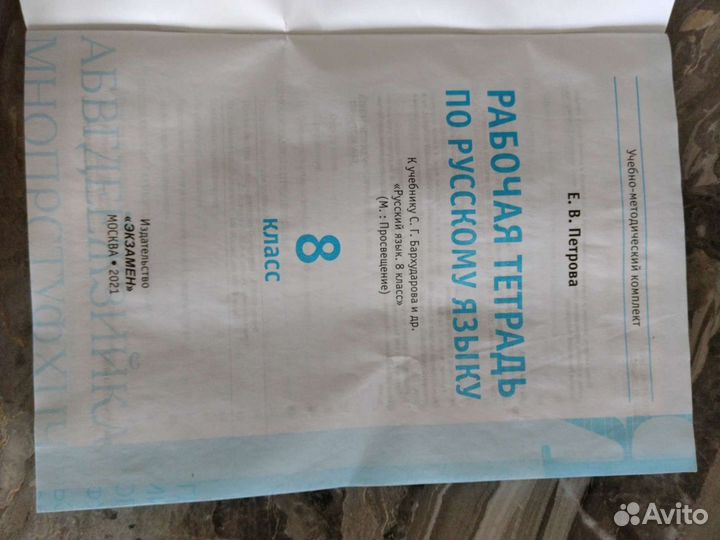 Учебно-методический комплект
Е. В. Петрова
РАБОЧАЯ ТЕТРАДЬ
ПО РУССКОМУ ЯЗЫКУ
К учебнику С. Г. Бархударова и др.
«Русский язык. 8 класс»
(М. : Просвещение)
8
класс
Издательство
«ЭКЗАМЕН»
МОСКВА • 2021
Avito